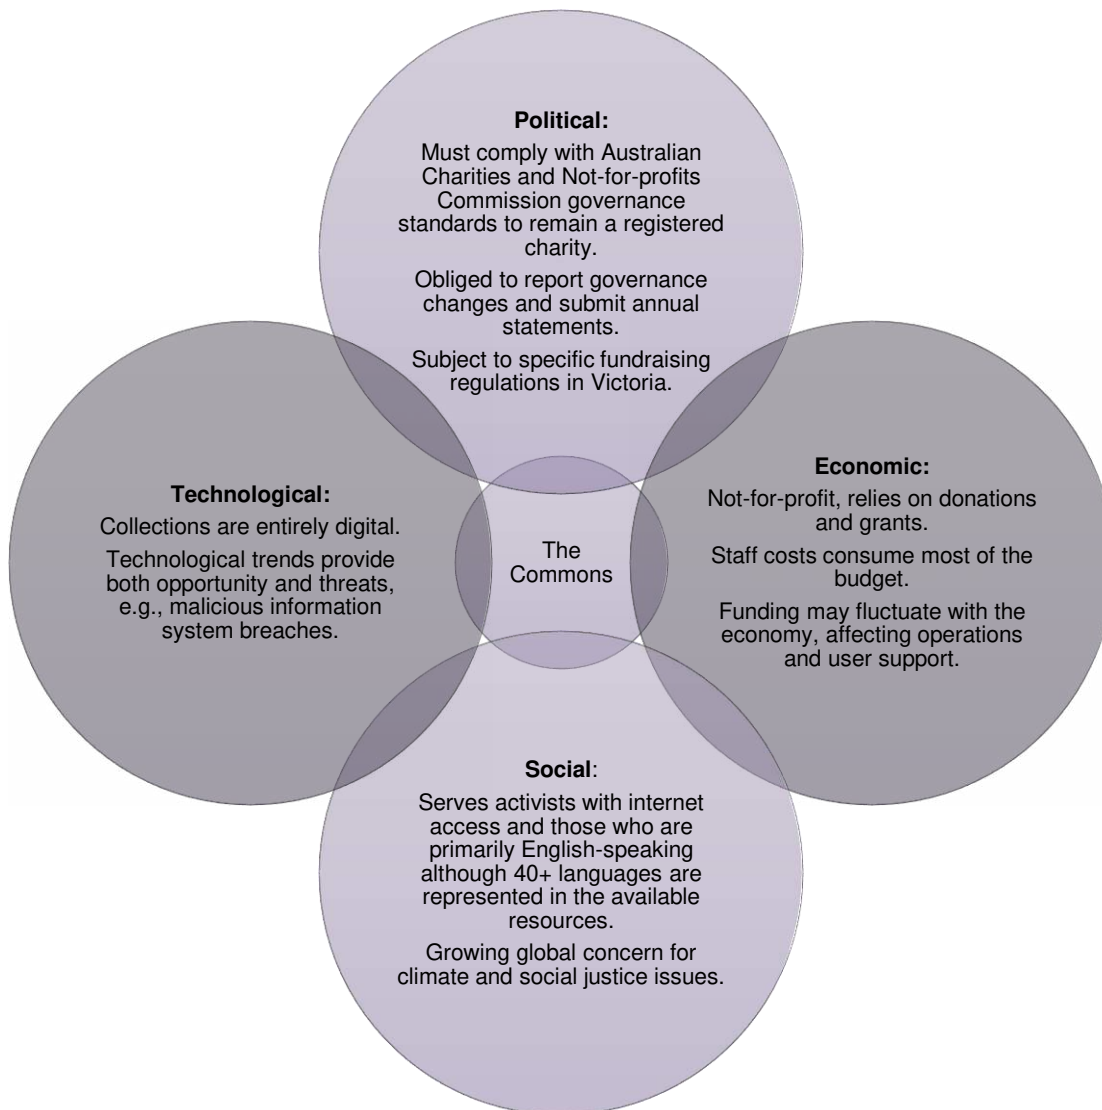 Political:
Must comply with Australian
Charities and Not-for-profits
Commission governance
standards to remain a registered
charity.
Obliged to report governance
changes and submit annual
statements.
Subject to specific fundraising
regulations in Victoria.
Technological:
Collections are entirely digital.
Technological trends provide
both opportunity and threats,
e.g., malicious information
system breaches.
The
Commons
Economic:
Not-for-profit, relies on donations
and grants.
Staff costs consume most of the
budget.
Funding may fluctuate with the
economy, affecting operations
and user support.
Social:
Serves activists with internet
access and those who are
primarily English-speaking
although 40+ languages are
represented in the available
resources.
Growing global concern for
climate and social justice issues.